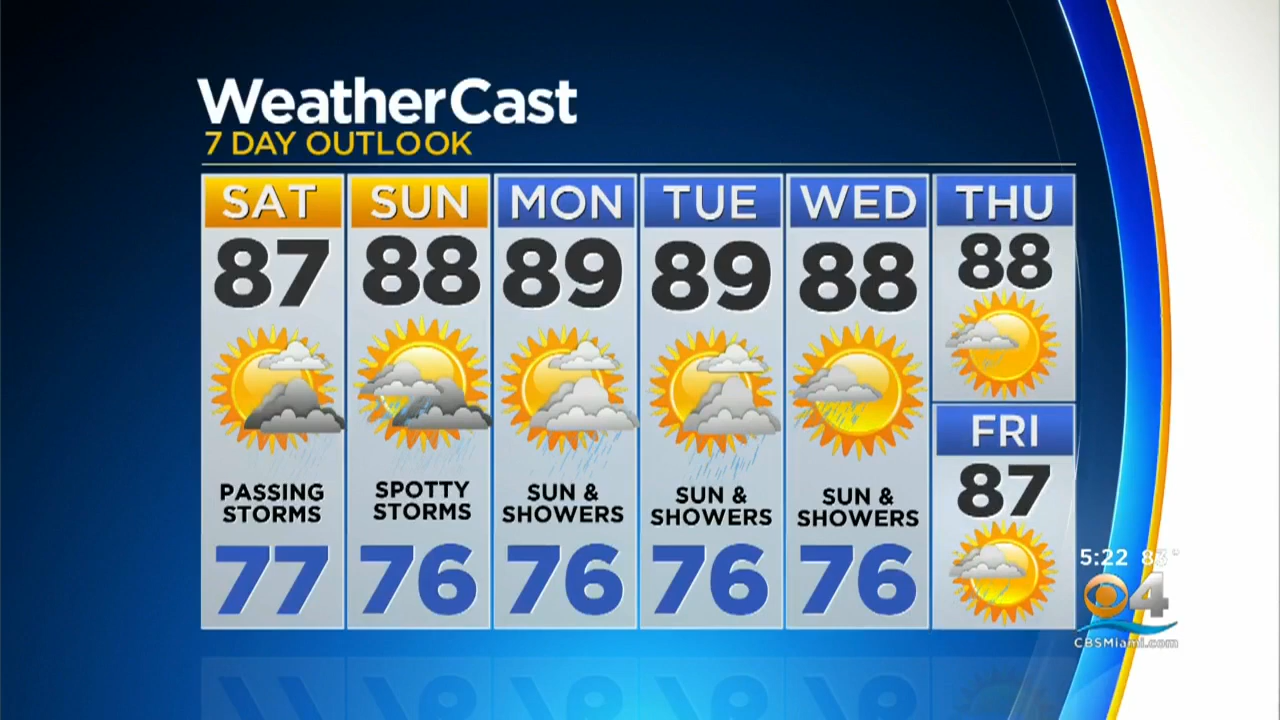 WeatherCast
7 DAY OUTLOOK
SAT SUN MON TUE WED THU
87 88 89 89 88 88
FRI
87
PASSING STORMS
SPOTTY STORMS
SUN & SHOWERS
SUN & SHOWERS
SUN & SHOWERS
77 76 76 76 76
5:22
4
CBSMiami.com